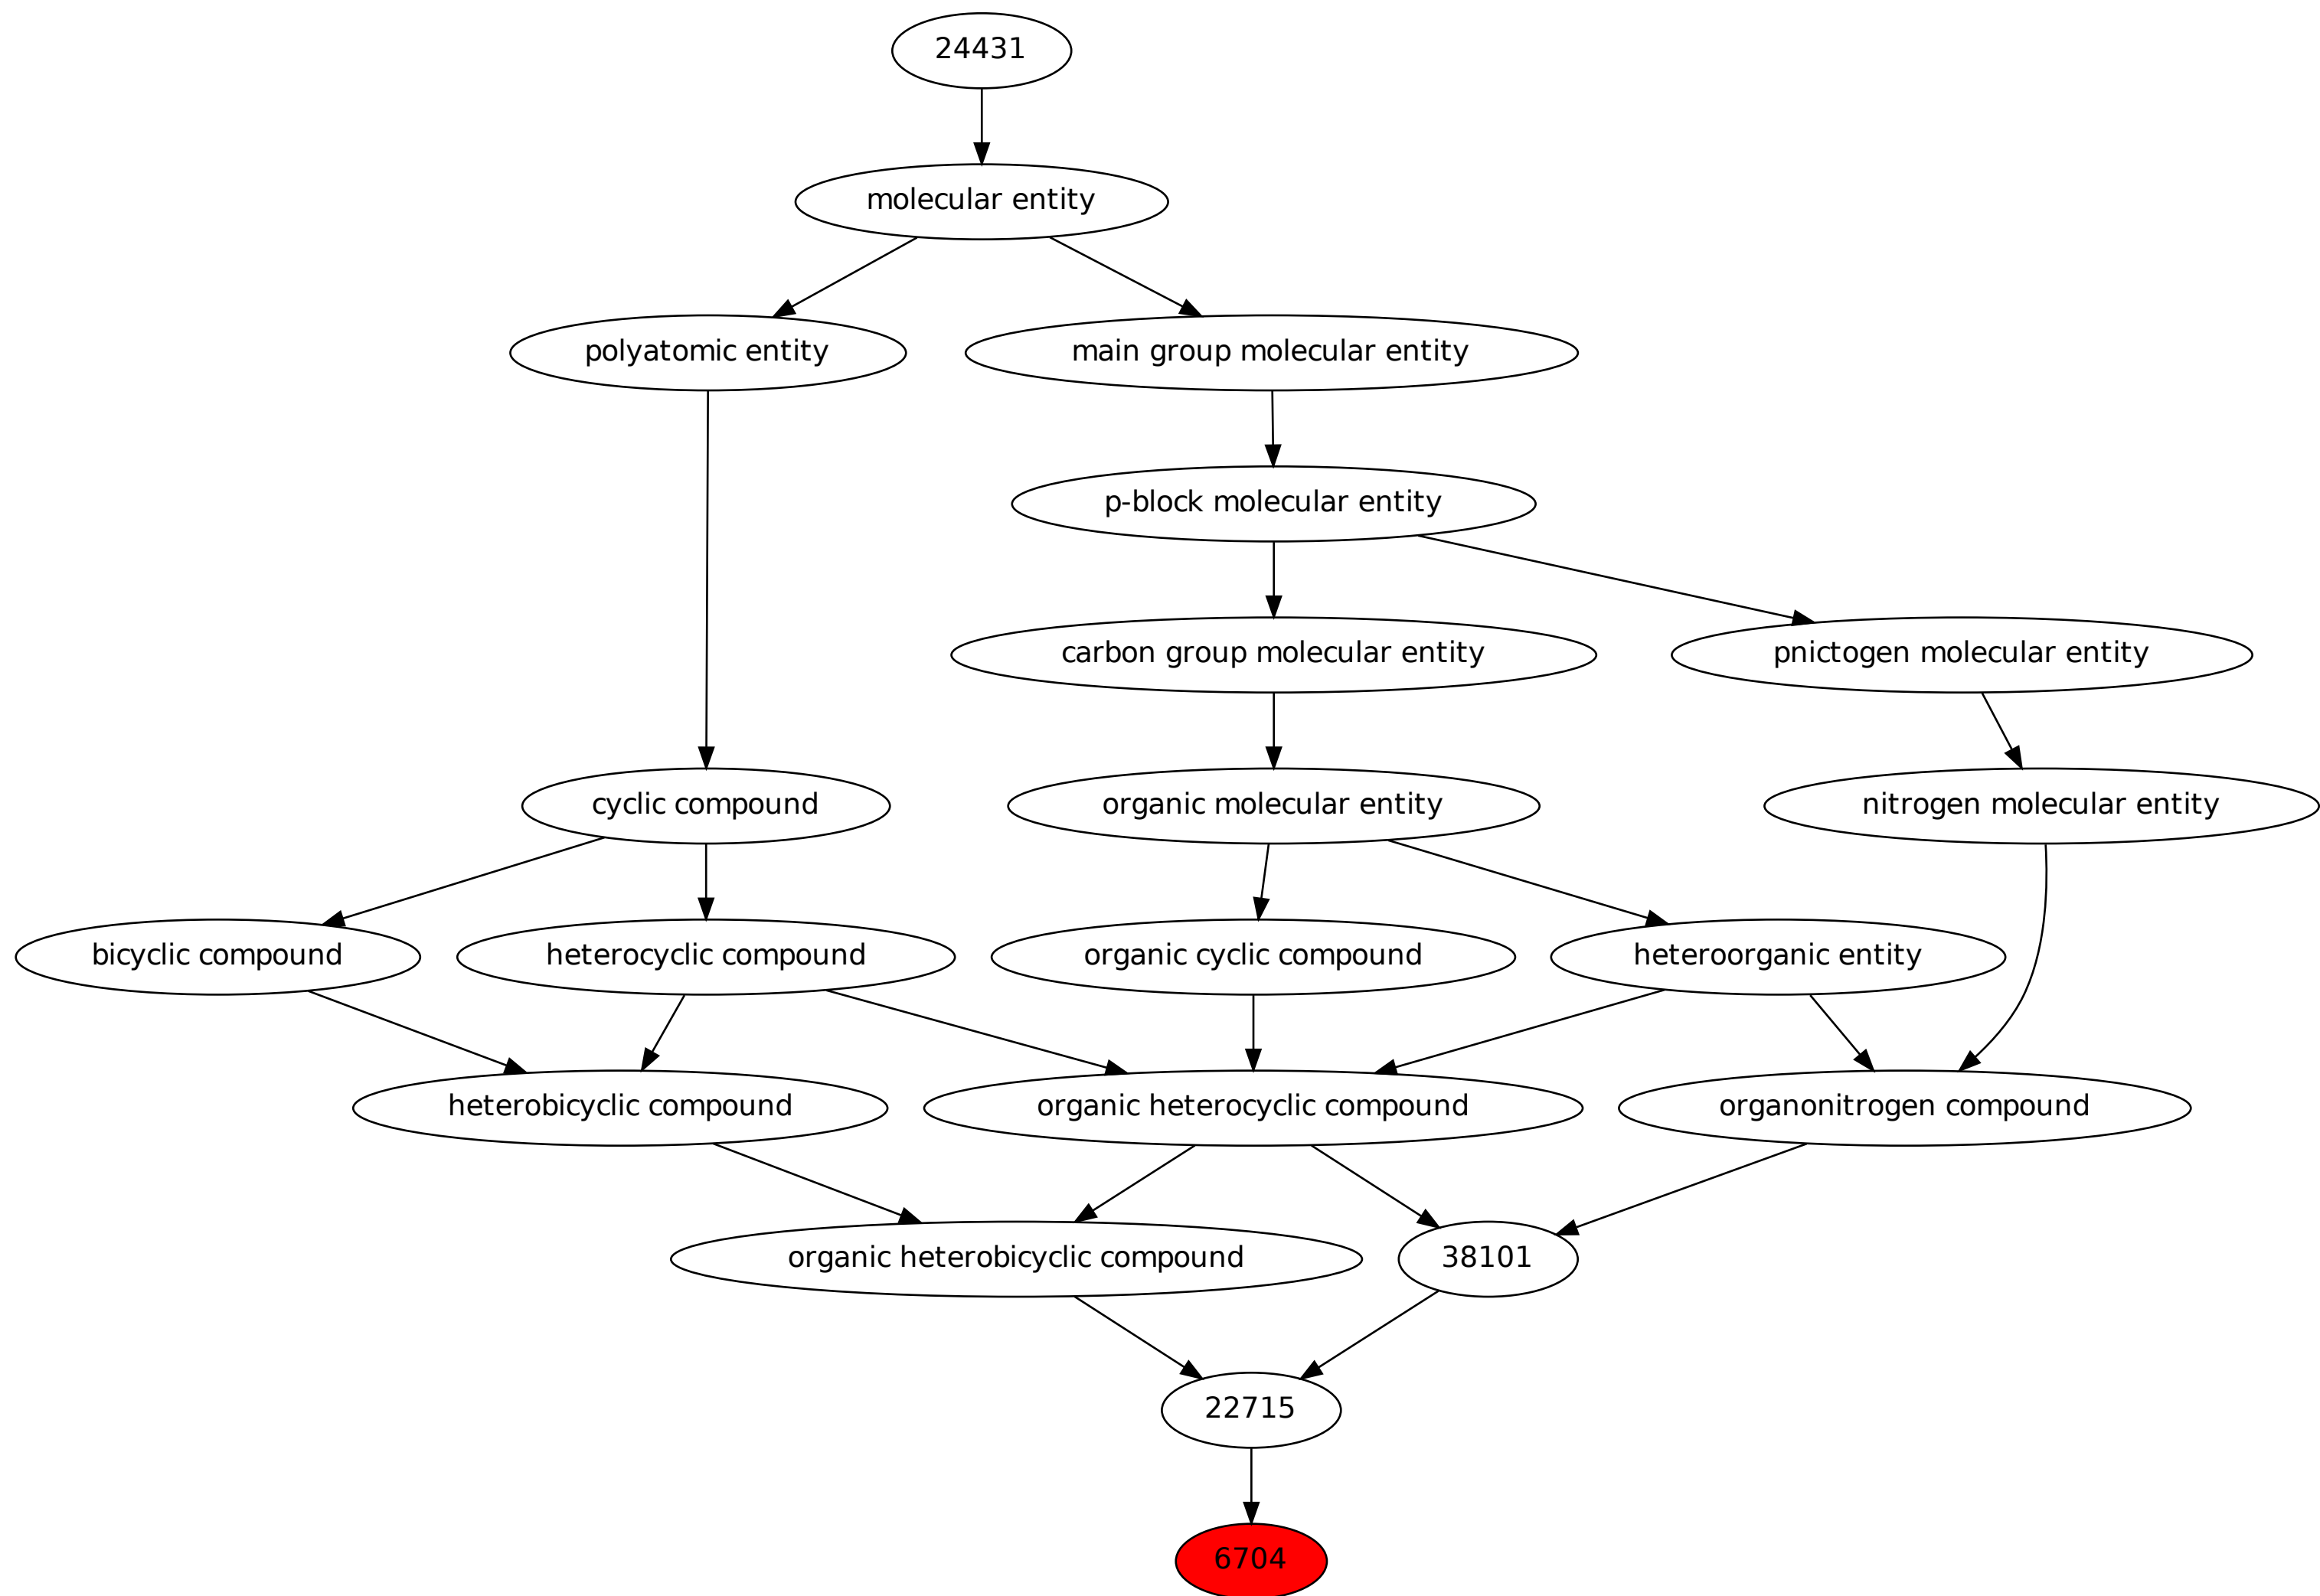 24431
molecular entity
polyatomic entity
main group molecular entity
p-block molecular entity
carbon group molecular entity
pnictogen molecular entity
cyclic compound
organic molecular entity
nitrogen molecular entity
bicyclic compound
heterocyclic compound
organic cyclic compound
heteroorganic entity
heterobicyclic compound
organic heterocyclic compound
organonitrogen compound
organic heterobicyclic compound
38101
22715
6704